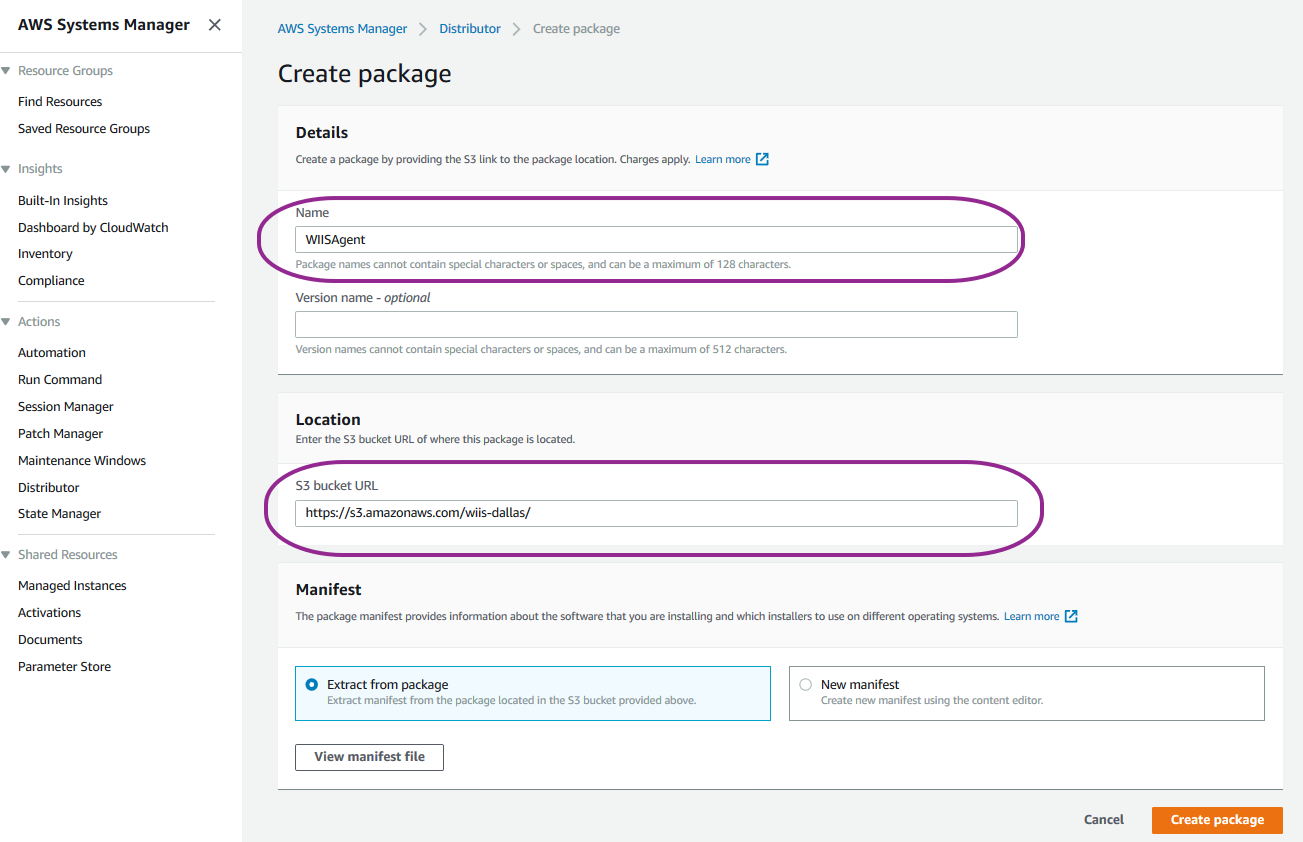 AWS Systems Manager
Resource Groups
Find Resources
Saved Resource Groups
Insights
Built-In Insights
Dashboard by CloudWatch
Inventory
Compliance
Actions
Automation
Run Command
Session Manager
Patch Manager
Maintenance Windows
Distributor
State Manager
Shared Resources
Managed Instances
Activations
Documents
Parameter Store
AWS Systems Manager > Distributor > Create package
Create package
Details
Create a package by providing the S3 link to the package location. Charges apply. Learn more
Name
WIISAgent
Package names cannot contain special characters or spaces, and can be a maximum of 128 characters.
Version name - optional
Version names cannot contain special characters or spaces, and can be a maximum of 512 characters.
Location
Enter the S3 bucket URL of where this package is located.
S3 bucket URL
https://s3.amazonaws.com/wiis-dallas/
Manifest
The package manifest provides information about the software that you are installing and which installers to use on different operating systems. Learn more
Extract from package
Extract manifest from the package located in the S3 bucket provided above.
New manifest
Create new manifest using the content editor.
View manifest file
Cancel
Create package